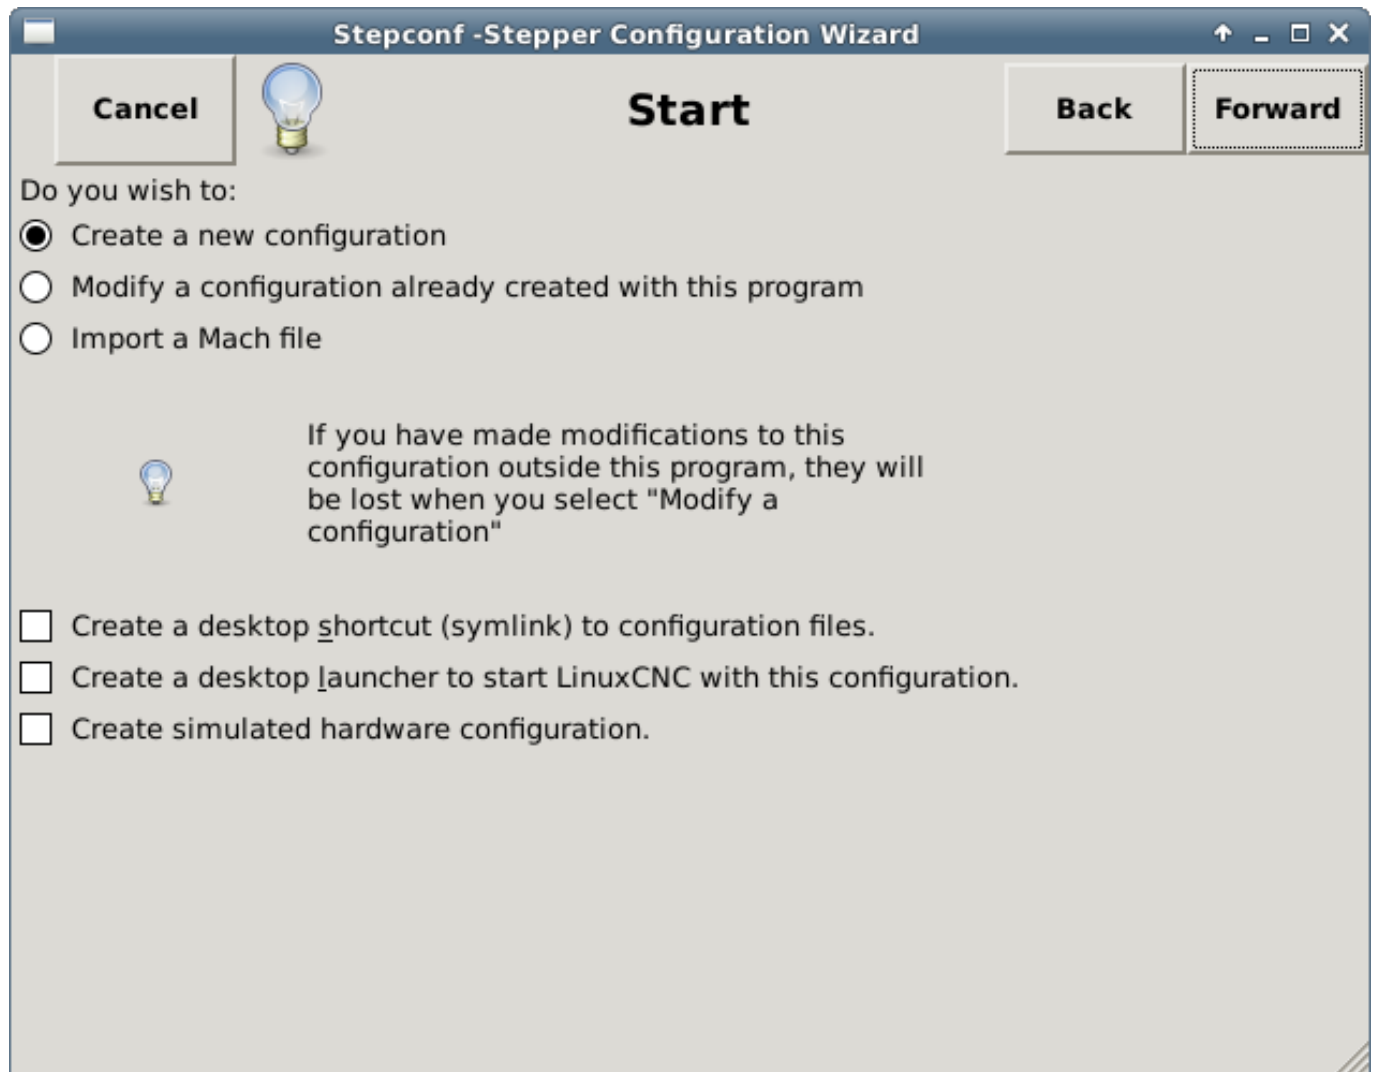 Stepconf -Stepper Configuration Wizard
Cancel
Start
Back
Forward
Do you wish to:
Create a new configuration
Modify a configuration already created with this program
Import a Mach file
If you have made modifications to this
configuration outside this program, they will
be lost when you select "Modify a
configuration"
Create a desktop shortcut (symlink) to configuration files.
Create a desktop launcher to start LinuxCNC with this configuration.
Create simulated hardware configuration.